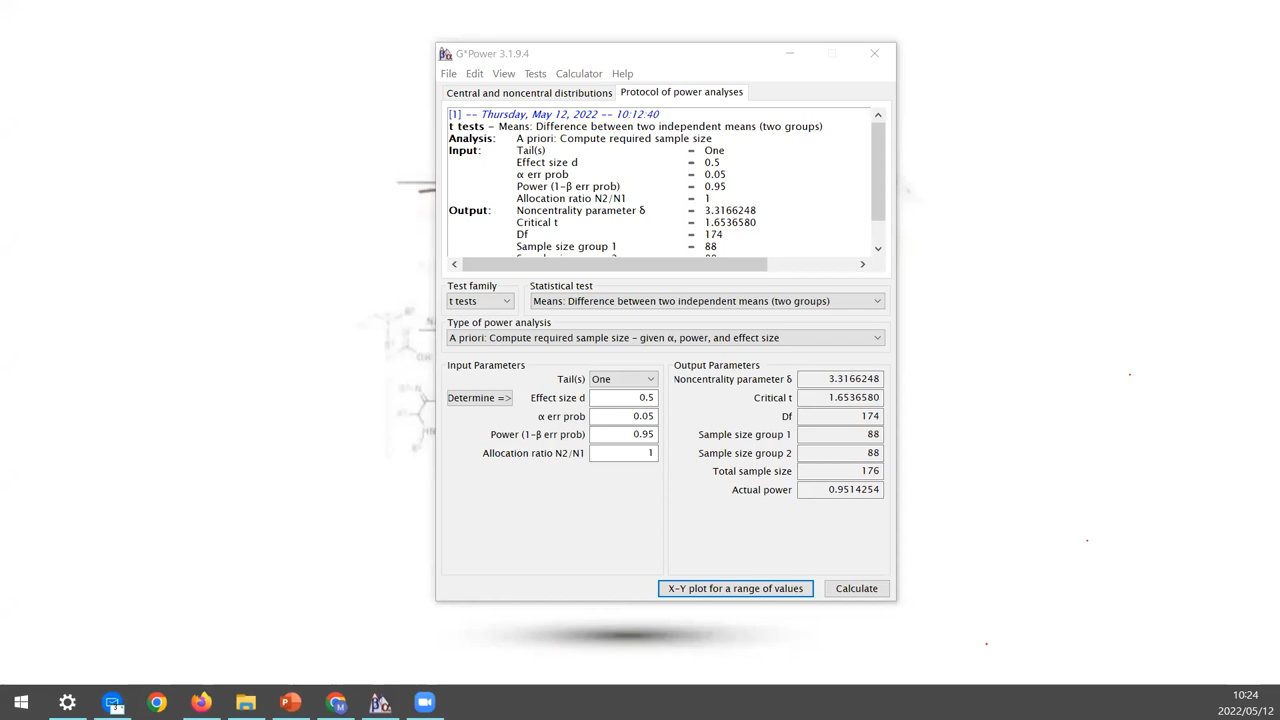 G*Power 3.1.9.4
File Edit View Tests Calculator Help
Central and noncentral distributions Protocol of power analyses
[1] -- Thursday, May 12, 2022 -- 10:12:40
t tests – Means: Difference between two independent means (two groups)
Analysis: A priori: Compute required sample size
Input: Tail(s) = One
Effect size d = 0.5
α err prob = 0.05
Power (1-β err prob) = 0.95
Allocation ratio N2/N1 = 1
Output: Noncentrality parameter δ = 3.3166248
Critical t = 1.6536580
Df = 174
Sample size group 1 = 88
Test family Statistical test
t tests Means: Difference between two independent means (two groups)
Type of power analysis
A priori: Compute required sample size – given α, power, and effect size
Input Parameters Output Parameters
Tail(s) One Noncentrality parameter δ 3.3166248
Determine => Effect size d 0.5 Critical t 1.6536580
α err prob 0.05 Df 174
Power (1-β err prob) 0.95 Sample size group 1 88
Allocation ratio N2/N1 1 Sample size group 2 88
Total sample size 176
Actual power 0.9514254
X-Y plot for a range of values Calculate
10:24
2022/05/12